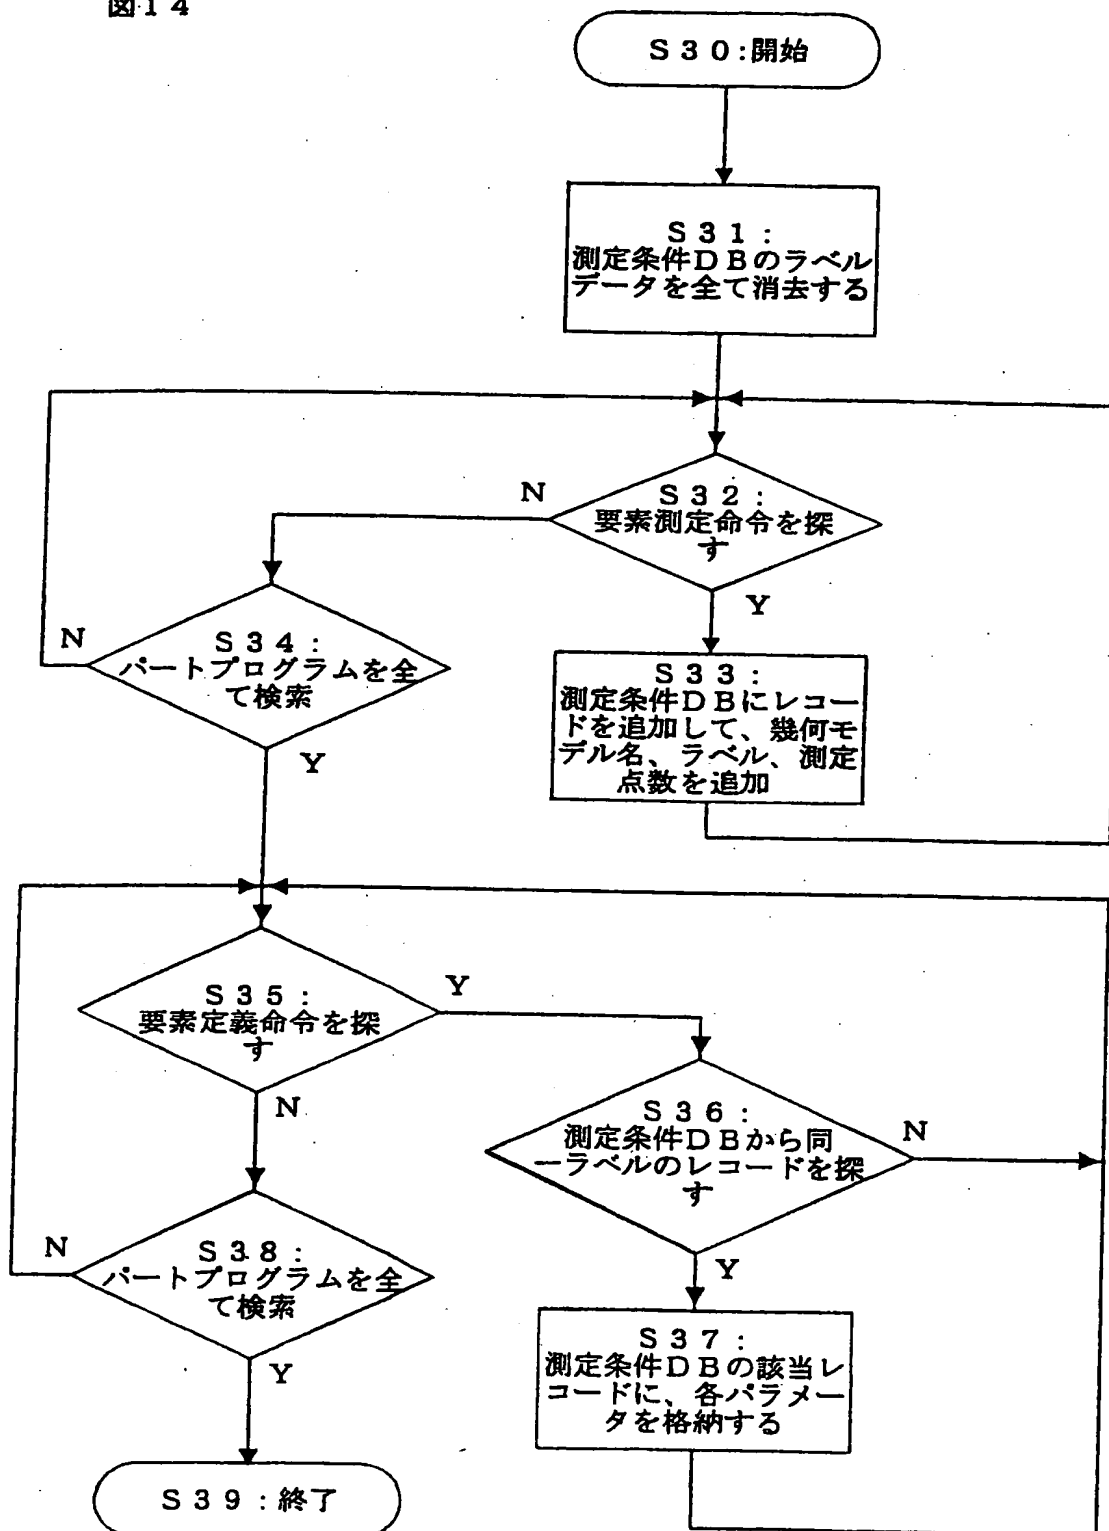 図14
S30:開始
S31:
測定条件DBのラベル
データを全て消去する
N
S32:
要素測定命令を探
す
Y
N
S34:
パートプログラムを全
て検索
Y
S33:
測定条件DBにレコー
ドを追加して、幾何モ
デル名、ラベル、測定
点数を追加
S35:
要素定義命令を探
す
Y
N
S36:
測定条件DBから同
一ラベルのレコードを探
す
N
Y
N
S38:
パートプログラムを全
て検索
Y
S37:
測定条件DBの該当レ
コードに、各パラメー
タを格納する
S39:終了